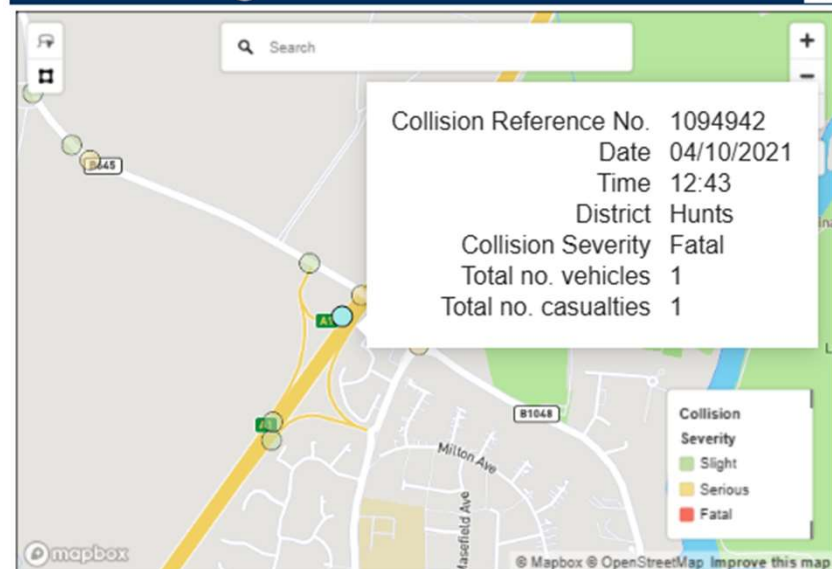 Search
Collision Reference No. 1094942
Date 04/10/2021
Time 12:43
District Hunts
Collision Severity Fatal
Total no. vehicles 1
Total no. casualties 1
B645
A1
A1
B1048
Milton Ave
Masefield Ave
Collision
Severity
Slight
Serious
Fatal
mapbox
© Mapbox © OpenStreetMap Improve this map